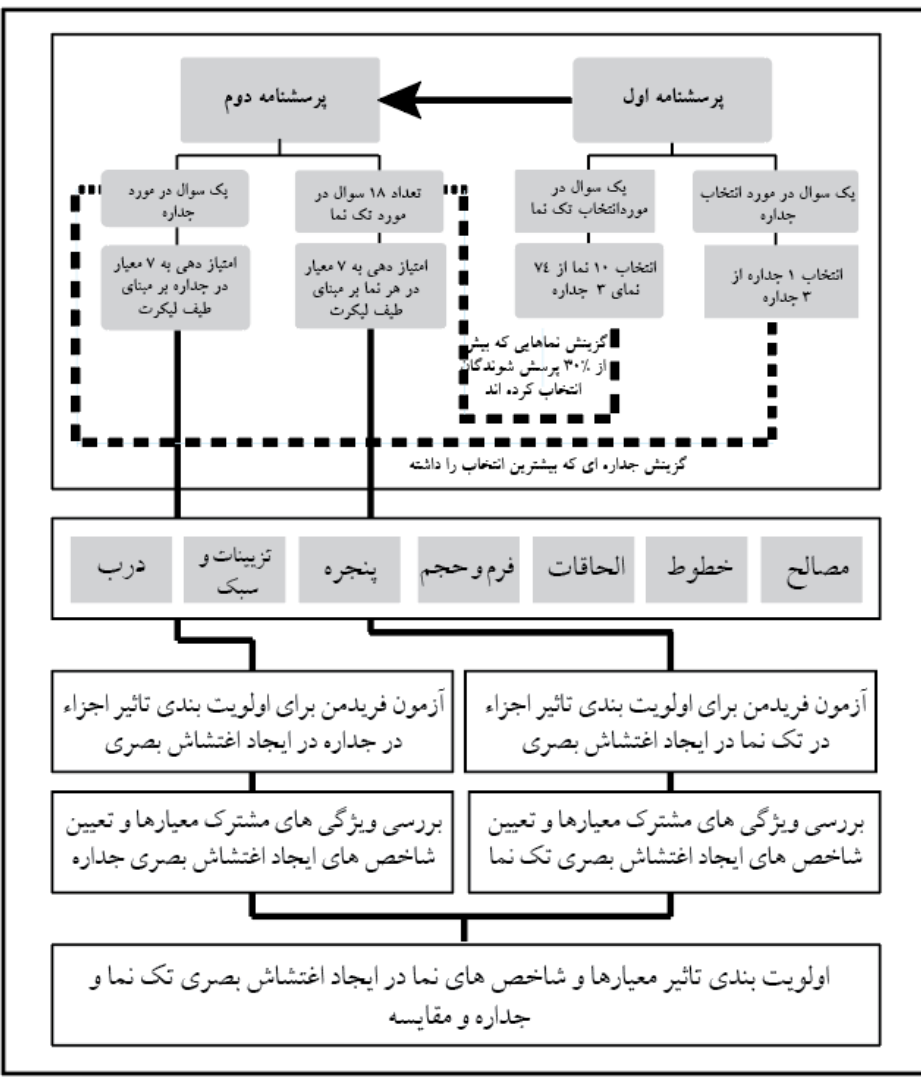 پرسشنامه اول
پرسشنامه دوم
یک سوال در مورد انتخاب
جداره
یک سوال در
موردانتخاب تک نما
تعداد ۱۸ سوال در
مورد تک نما
یک سوال در مورد
جداره
انتخاب ۱ جداره از
۳ جداره
انتخاب ۱۰ نما از ۷٤
نمای ۳ جداره
امتیاز دهی به ۷ معیار
در هر نما بر مبنای
طیف لیکرت
امتیاز دهی به ۷ معیار
در جداره بر مبنای
طیف لیکرت
گزینش نماهایی که بیش
از ۳۰% پرسش شوندگان
انتخاب کرده اند
گزینش جداره ای که بیشترین انتخاب را داشته
مصالح
خطوط
الحاقات
فرم و حجم
پنجره
تزیینات و
سبک
درب
آزمون فریدمن برای اولویت بندی تاثیر اجزاء
در تک نما در ایجاد اغتشاش بصری
آزمون فریدمن برای اولویت بندی تاثیر اجزاء
در جداره در ایجاد اغتشاش بصری
بررسی ویژگی های مشترک معیارها و تعیین
شاخص های ایجاد اغتشاش بصری تک نما
بررسی ویژگی های مشترک معیارها و تعیین
شاخص های ایجاد اغتشاش بصری جداره
اولویت بندی تاثیر معیارها و شاخص های نما در ایجاد اغتشاش بصری تک نما و
جداره و مقایسه